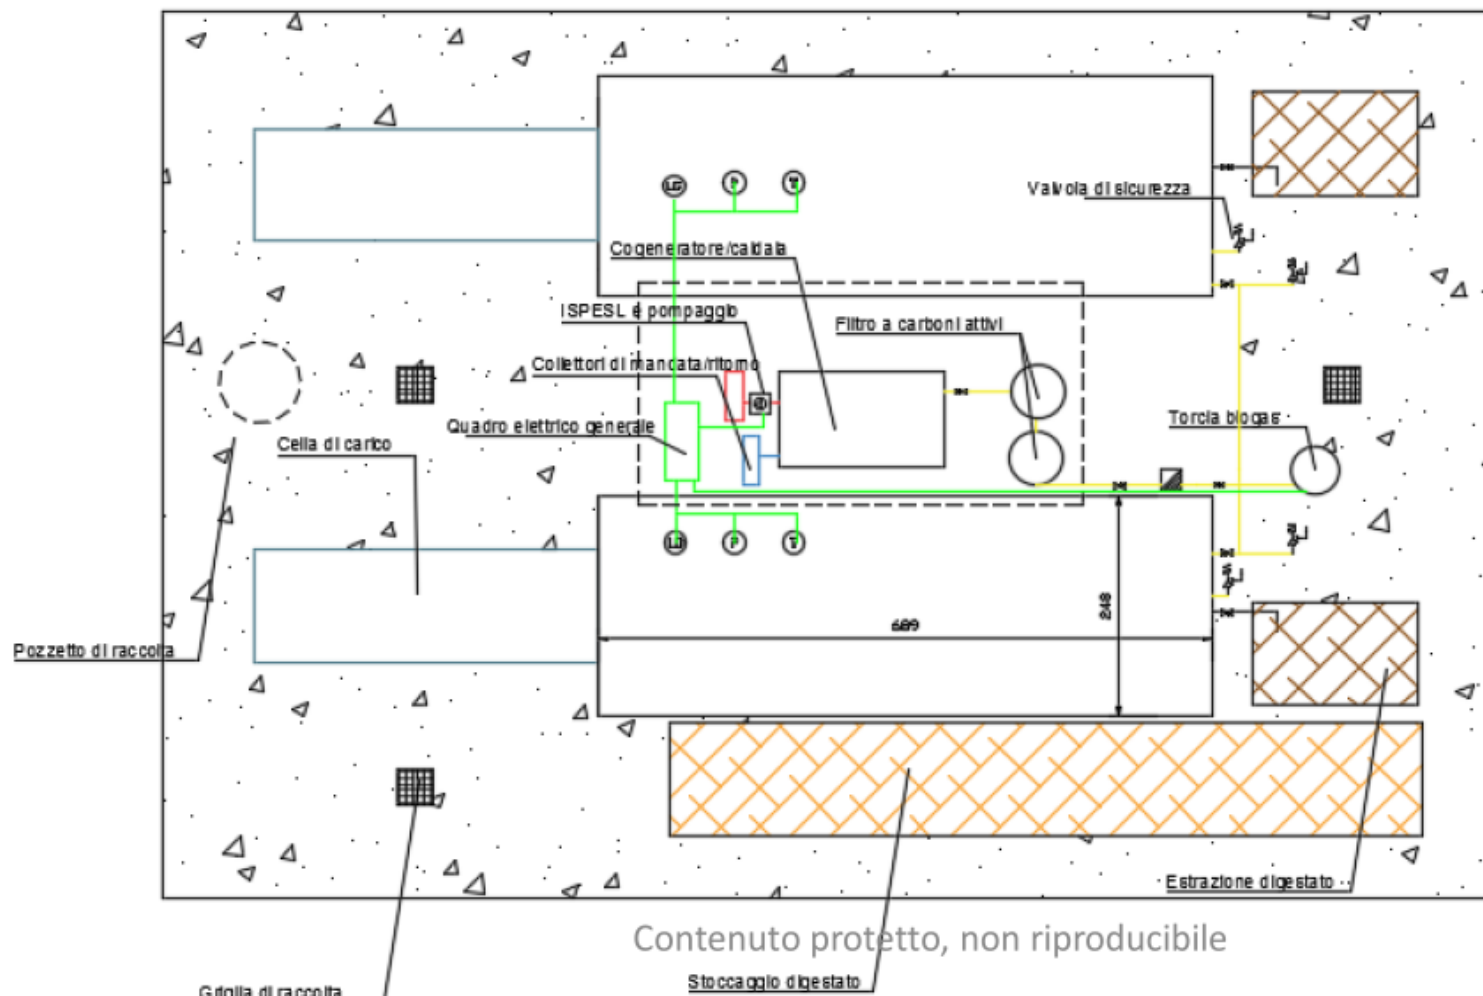 Valvola di sicurezza
Cogeneratore/caldaia
ISPESL e pompaggio
Filtro a carboni attivi
Collettori di mandata/ritorno
Torcia biogas
Quadro elettrico generale
Cella di carico
248
689
Pozzetto di raccolta
Estrazione digestato
Contenuto protetto, non riproducibile
Stoccaggio digestato
Griglia di raccolta